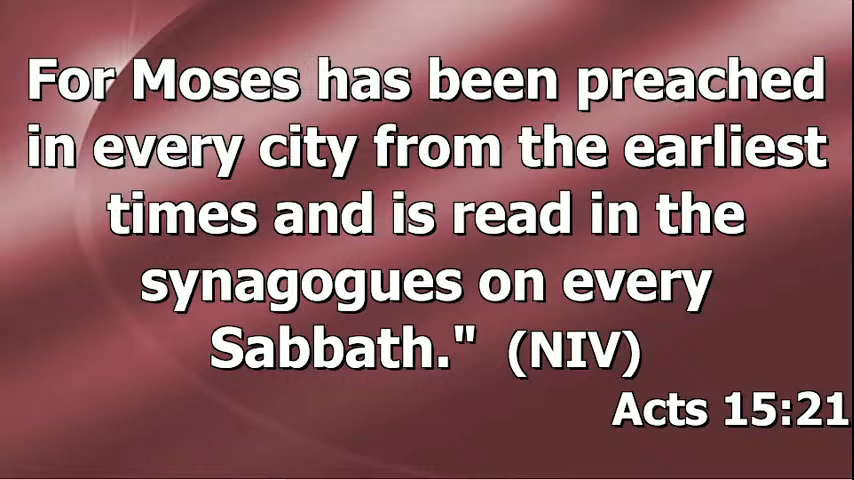 For Moses has been preached
in every city from the earliest
times and is read in the
synagogues on every
Sabbath." (NIV)
Acts 15:21